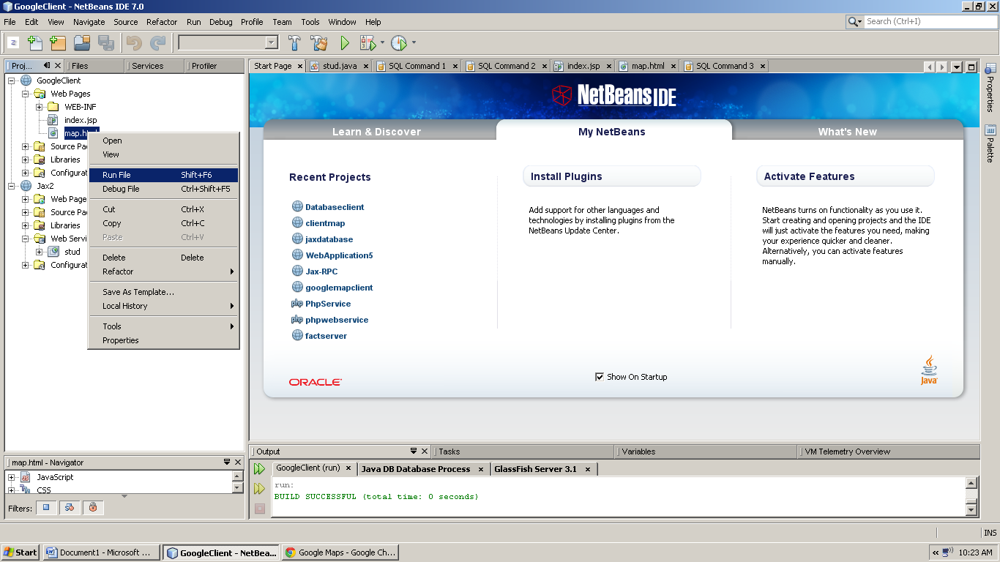 GoogleClient - NetBeans IDE 7.0
File Edit View Navigate Source Refactor Run Debug Profile Team Tools Window Help
Search (Ctrl+I)
Proj... Files Services Profiler
GoogleClient
Web Pages
WEB-INF
index.jsp
map.html
Source Pa
Libraries
Configurat
Jax2
Web Page
Source Pa
Libraries
Web Servi
stud
Configurat
Open
View
Run File Shift+F6
Debug File Ctrl+Shift+F5
Cut Ctrl+X
Copy Ctrl+C
Paste Ctrl+V
Delete Delete
Refactor
Save As Template...
Local History
Tools
Properties
Start Page stud.java SQL Command 1 SQL Command 2 index.jsp map.html SQL Command 3
NetBeans IDE
Learn & Discover My NetBeans What's New
Recent Projects
Databaseclient
clientmap
jaxdatabase
WebApplication5
Jax-RPC
googlemapclient
php PhpService
php phpwebservice
factserver
Install Plugins
Add support for other languages and
technologies by installing plugins from the
NetBeans Update Center.
Activate Features
NetBeans turns on functionality as you use it.
Start creating and opening projects and the IDE
will just activate the features you need, making
your experience quicker and cleaner.
Alternatively, you can activate features
manually.
ORACLE
Show On Startup
Java
Properties
Palette
map.html - Navigator
JavaScript
CSS
Filters:
Output Tasks Variables VM Telemetry Overview
GoogleClient (run) Java DB Database Process GlassFish Server 3.1
run:
BUILD SUCCESSFUL (total time: 0 seconds)
INS
Start Document1 - Microsoft ... GoogleClient - NetBea... Google Maps - Google Ch... « 10:23 AM